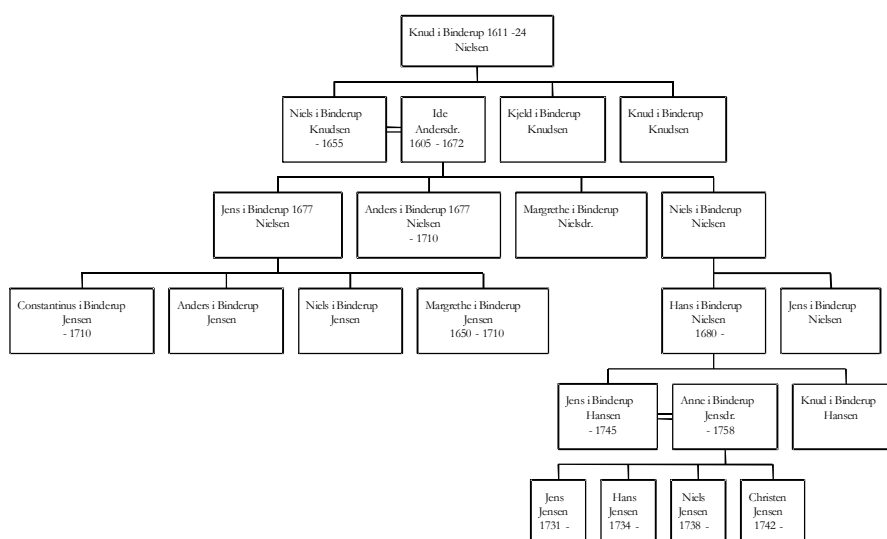 Knud i Binderup 1611 -24
Nielsen
Niels i Binderup
Knudsen
- 1655
Ide
Andersdr.
1605 - 1672
Kjeld i Binderup
Knudsen
Knud i Binderup
Knudsen
Jens i Binderup 1677
Nielsen
Anders i Binderup 1677
Nielsen
- 1710
Margrethe i Binderup
Nielsdr.
Niels i Binderup
Nielsen
Constantinus i Binderup
Jensen
- 1710
Anders i Binderup
Jensen
Niels i Binderup
Jensen
Margrethe i Binderup
Jensen
1650 - 1710
Hans i Binderup
Nielsen
1680 -
Jens i Binderup
Nielsen
Jens i Binderup
Hansen
- 1745
Anne i Binderup
Jensdr.
- 1758
Knud i Binderup
Hansen
Jens
Jensen
1731 -
Hans
Jensen
1734 -
Niels
Jensen
1738 -
Christen
Jensen
1742 -